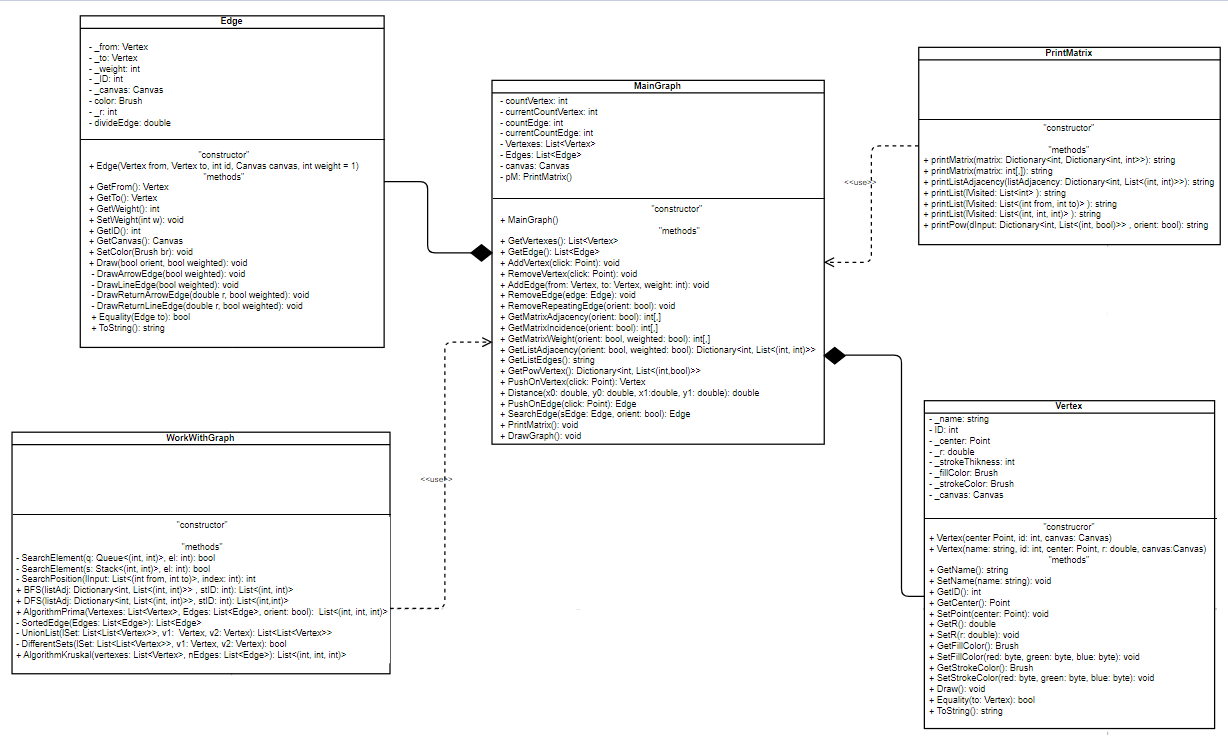 Edge
- _from: Vertex
- _to: Vertex
- _weight: int
- _ID: int
- _canvas: Canvas
- color: Brush
- _r: int
- divideEdge: double
"constructor"
+ Edge(Vertex from, Vertex to, int id, Canvas canvas, int weight = 1)
"methods"
+ GetFrom(): Vertex
+ GetTo(): Vertex
+ GetWeight(): int
+ SetWeight(int w): void
+ GetID(): int
+ GetCanvas(): Canvas
+ SetColor(Brush br): void
+ Draw(bool orient, bool weighted): void
- DrawArrowEdge(bool weighted): void
- DrawLineEdge(bool weighted): void
- DrawReturnArrowEdge(double r, bool weighted): void
- DrawReturnLineEdge(double r, bool weighted): void
+ Equality(Edge to): bool
+ ToString(): string
MainGraph
- countVertex: int
- currentCountVertex: int
- countEdge: int
- currentCountEdge: int
- Vertexes: List<Vertex>
- Edges: List<Edge>
- canvas: Canvas
- pM: PrintMatrix()
"constructor"
+ MainGraph()
"methods"
+ GetVertexes(): List<Vertex>
+ GetEdge(): List<Edge>
+ AddVertex(click: Point): void
+ RemoveVertex(click: Point): void
+ AddEdge(from: Vertex, to: Vertex, weight: int): void
+ RemoveEdge(edge: Edge): void
+ RemoveRepeatingEdge(orient: bool): void
+ GetMatrixAdjacency(orient: bool): int[,]
+ GetMatrixIncidence(orient: bool): int[,]
+ GetMatrixWeight(orient: bool, weighted: bool): int[,]
+ GetListAdjacency(orient: bool, weighted: bool): Dictionary<int, List<(int, int)>>
+ GetListEdges(): string
+ GetPowVertex(): Dictionary<int, List<(int,bool)>>
+ PushOnVertex(click: Point): Vertex
+ Distance(x0: double, y0: double, x1:double, y1: double): double
+ PushOnEdge(click: Point): Edge
+ SearchEdge(sEdge: Edge, orient: bool): Edge
+ PrintMatrix(): void
+ DrawGraph(): void
PrintMatrix
"constructor"
"methods"
+ printMatrix(matrix: Dictionary<int, Dictionary<int, int>>): string
+ printMatrix(matrix: int[,]): string
+ printListAdjacency(listAdjacency: Dictionary<int, List<(int, int)>>): string
+ printList(lVisited: List<int> ): string
+ printList(lVisited: List<(int from, int to)> ): string
+ printList(lVisited: List<(int, int, int)> ): string
+ printPow(dInput: Dictionary<int, List<(int, bool)>> , orient: bool): string
<<use>>
<<use>>
WorkWithGraph
"constructor"
"methods"
- SearchElement(q: Queue<(int, int)>, el: int): bool
- SearchElement(s: Stack<(int, int)>, el: int): bool
- SearchPosition(lInput: List<(int from, int to)>, index: int): int
+ BFS(listAdj: Dictionary<int, List<(int, int)>> , stID: int): List<(int, int)>
+ DFS(listAdj: Dictionary<int, List<(int, int)>>, stID: int): List<(int,int)>
+ AlgorithmPrima(Vertexes: List<Vertex>, Edges: List<Edge>, orient: bool): List<(int, int, int)>
- SortedEdge(Edges: List<Edge>): List<Edge>
- UnionList(lSet: List<List<Vertex>>, v1: Vertex, v2: Vertex): List<List<Vertex>>
- DifferentSets(lSet: List<List<Vertex>>, v1: Vertex, v2: Vertex): bool
+ AlgorithmKruskal(vertexes: List<Vertex>, nEdges: List<Edge>): List<(int, int, int)>
Vertex
- _name: string
- ID: int
- _center: Point
- _r: double
- _strokeThikness: int
- _fillColor: Brush
- _strokeColor: Brush
- _canvas: Canvas
"construcror"
+ Vertex(center Point, id: int, canvas: Canvas)
+ Vertex(name: string, id: int, center: Point, r: double, canvas:Canvas)
"methods"
+ GetName(): string
+ SetName(name: string): void
+ GetID(): int
+ GetCenter(): Point
+ SetPoint(center: Point): void
+ GetR(): double
+ SetR(r: double): void
+ GetFillColor(): Brush
+ SetFillColor(red: byte, green: byte, blue: byte): void
+ GetStrokeColor(): Brush
+ SetStrokeColor(red: byte, green: byte, blue: byte): void
+ Draw(): void
+ Equality(to: Vertex): bool
+ ToString(): string